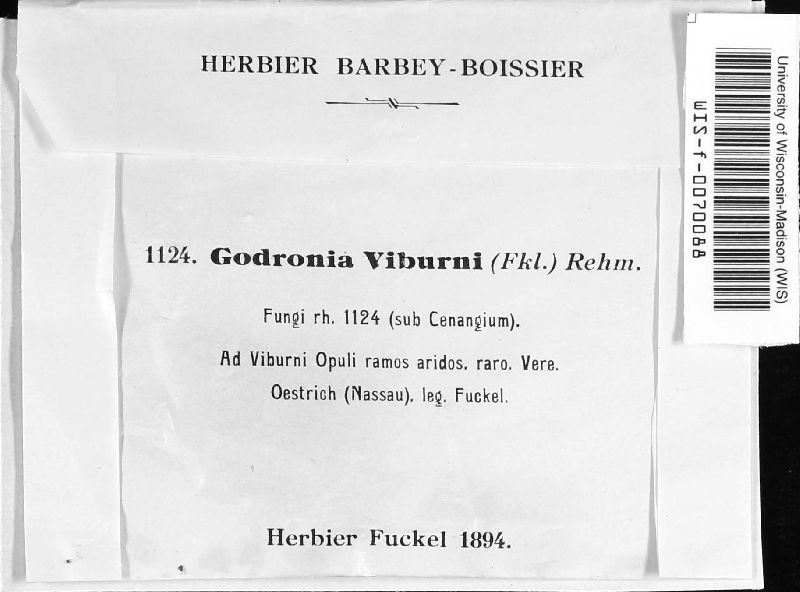 HERBIER BARBEY-BOISSIER
1124. Godronia Viburni (Fkl.) Rehm.
Fungi rh. 1124 (sub Cenangium).
Ad Viburni Opuli ramos aridos, raro. Vere.
Oestrich (Nassau), leg. Fuckel.
Herbier Fuckel 1894.
University of Wisconsin-Madison (WIS)
WIS-f-0070088